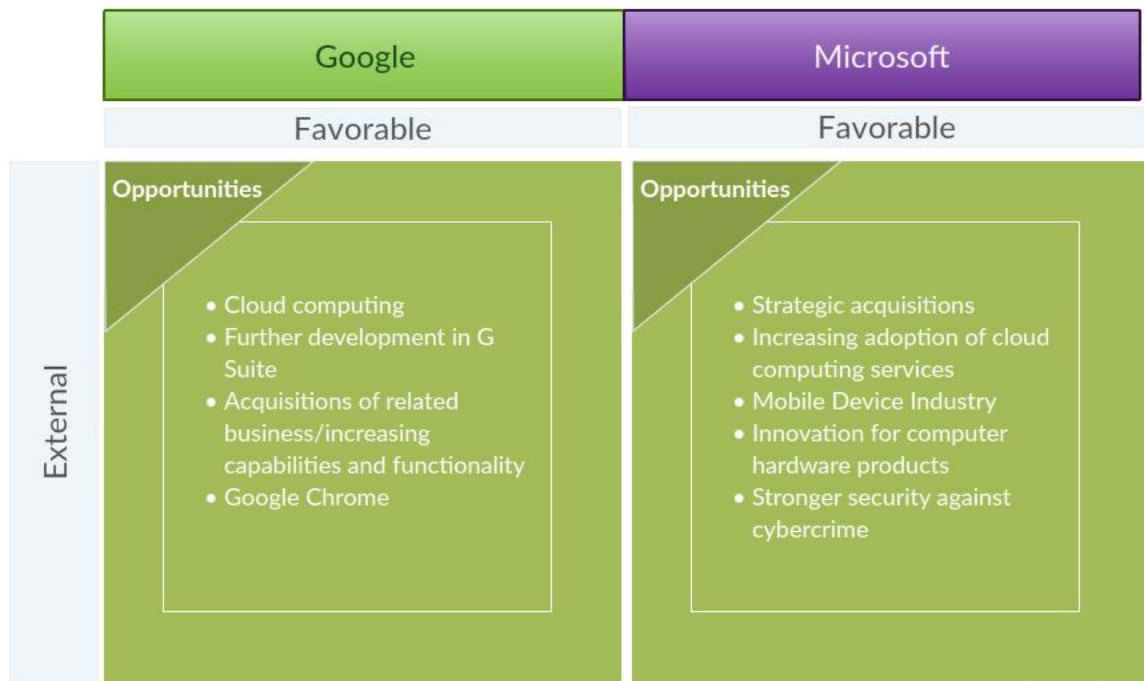 Google
Microsoft
Favorable
Favorable
External
Opportunities
• Cloud computing
• Further development in G
Suite
• Acquisitions of related
business/increasing
capabilities and functionality
• Google Chrome
Opportunities
• Strategic acquisitions
• Increasing adoption of cloud
computing services
• Mobile Device Industry
• Innovation for computer
hardware products
• Stronger security against
cybercrime